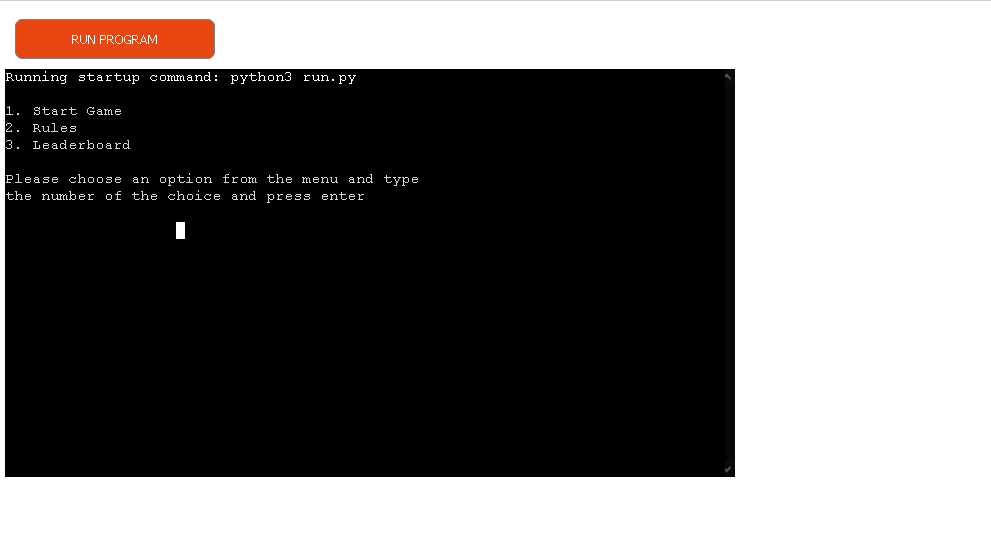 RUN PROGRAM
Running startup command: python3 run.py
1. Start Game
2. Rules
3. Leaderboard
Please choose an option from the menu and type
the number of the choice and press enter